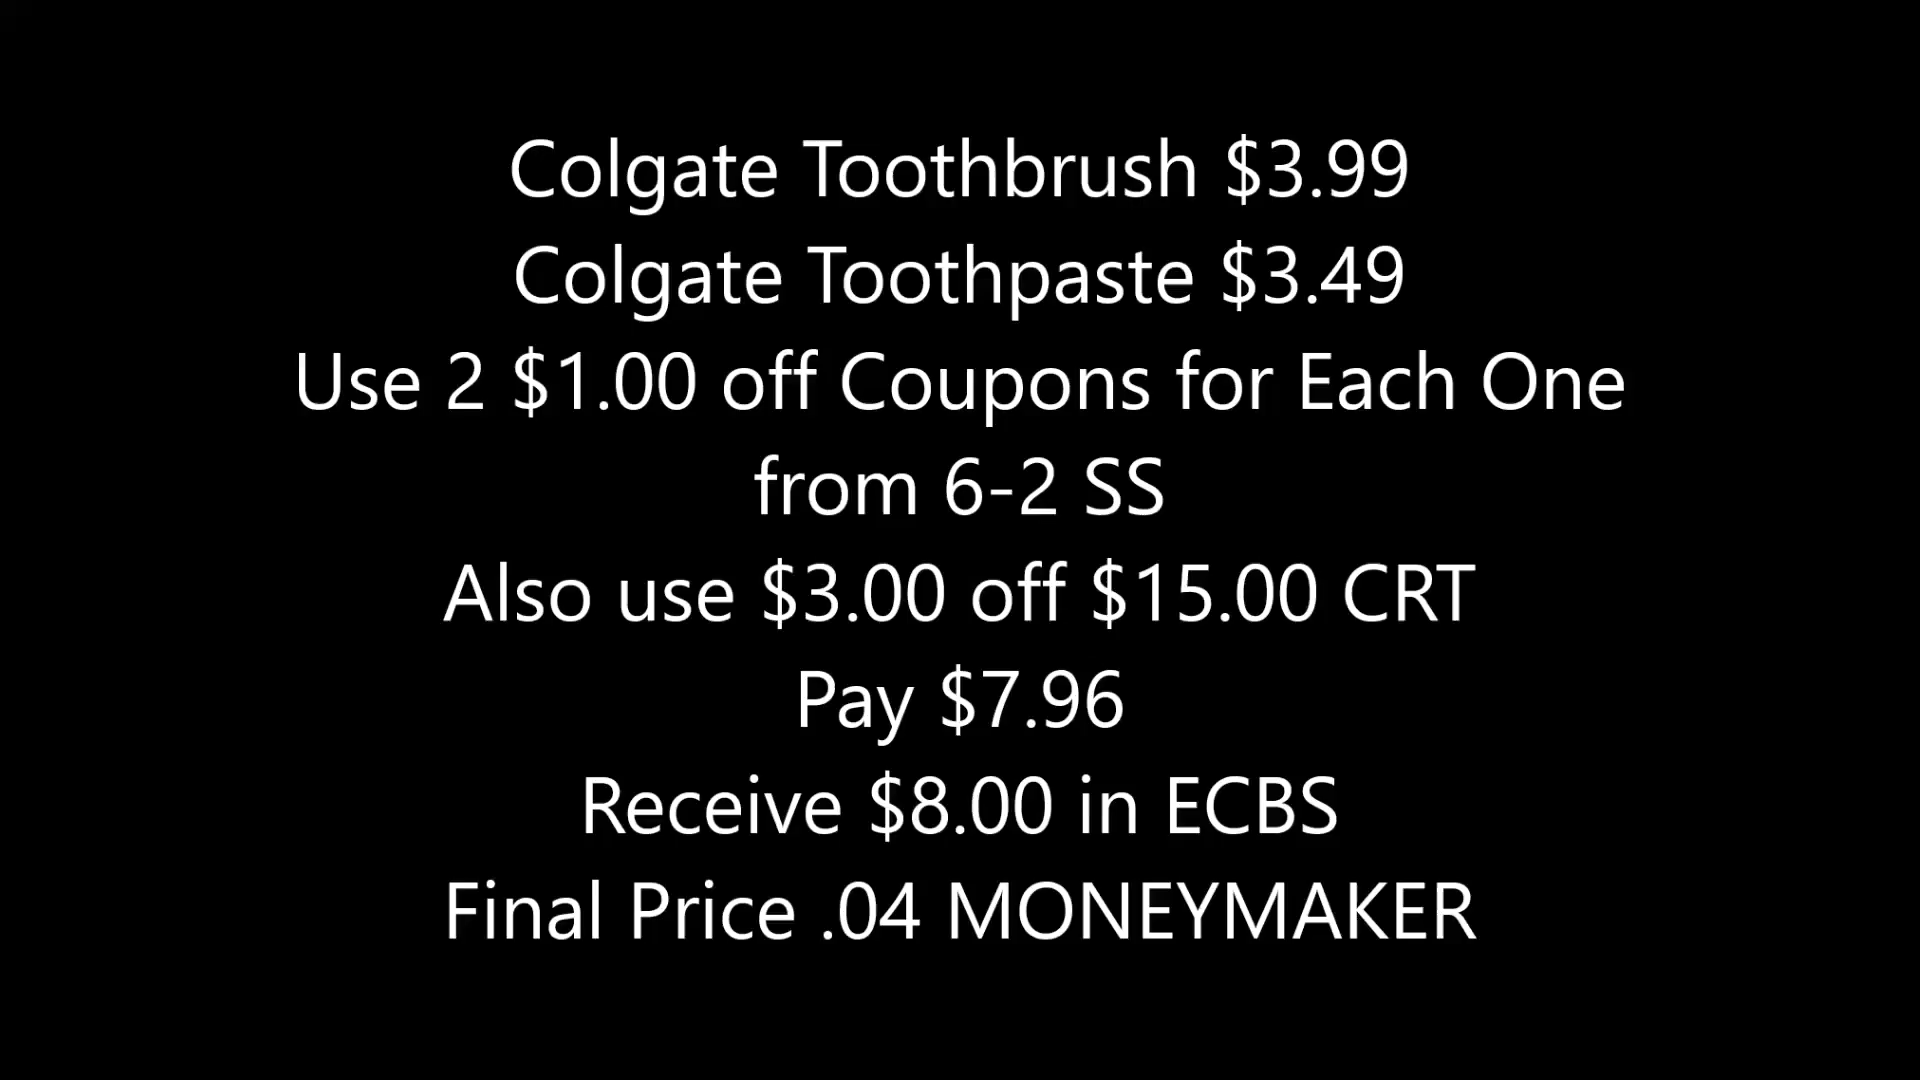 Colgate Toothbrush $3.99
Colgate Toothpaste $3.49
Use 2 $1.00 off Coupons for Each One
from 6-2 SS
Also use $3.00 off $15.00 CRT
Pay $7.96
Receive $8.00 in ECBS
Final Price .04 MONEYMAKER